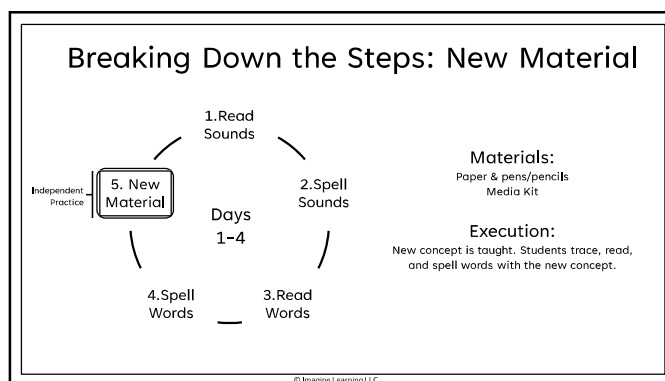 Breaking Down the Steps: New Material
1.Read
Sounds
2.Spell
Sounds
3.Read
Words
4.Spell
Words
5. New
Material
Independent
Practice
Days
1–4
Materials:
Paper & pens/pencils
Media Kit
Execution:
New concept is taught. Students trace, read,
and spell words with the new concept.
© Imagine Learning LLC